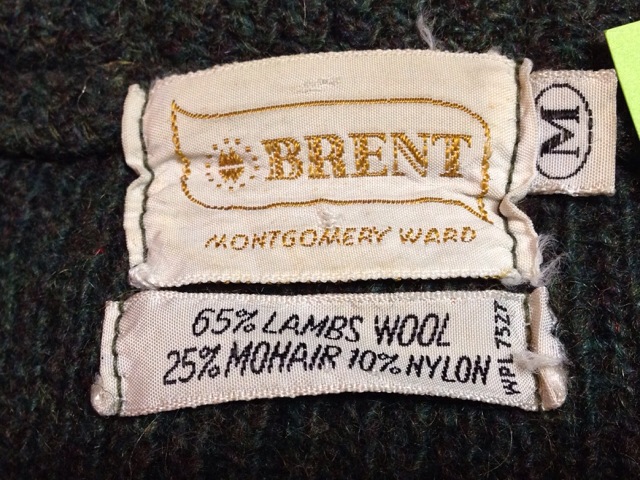 BRENT
MONTGOMERY WARD
M
65% LAMBS WOOL
25% MOHAIR 10% NYLON
WPL 7527